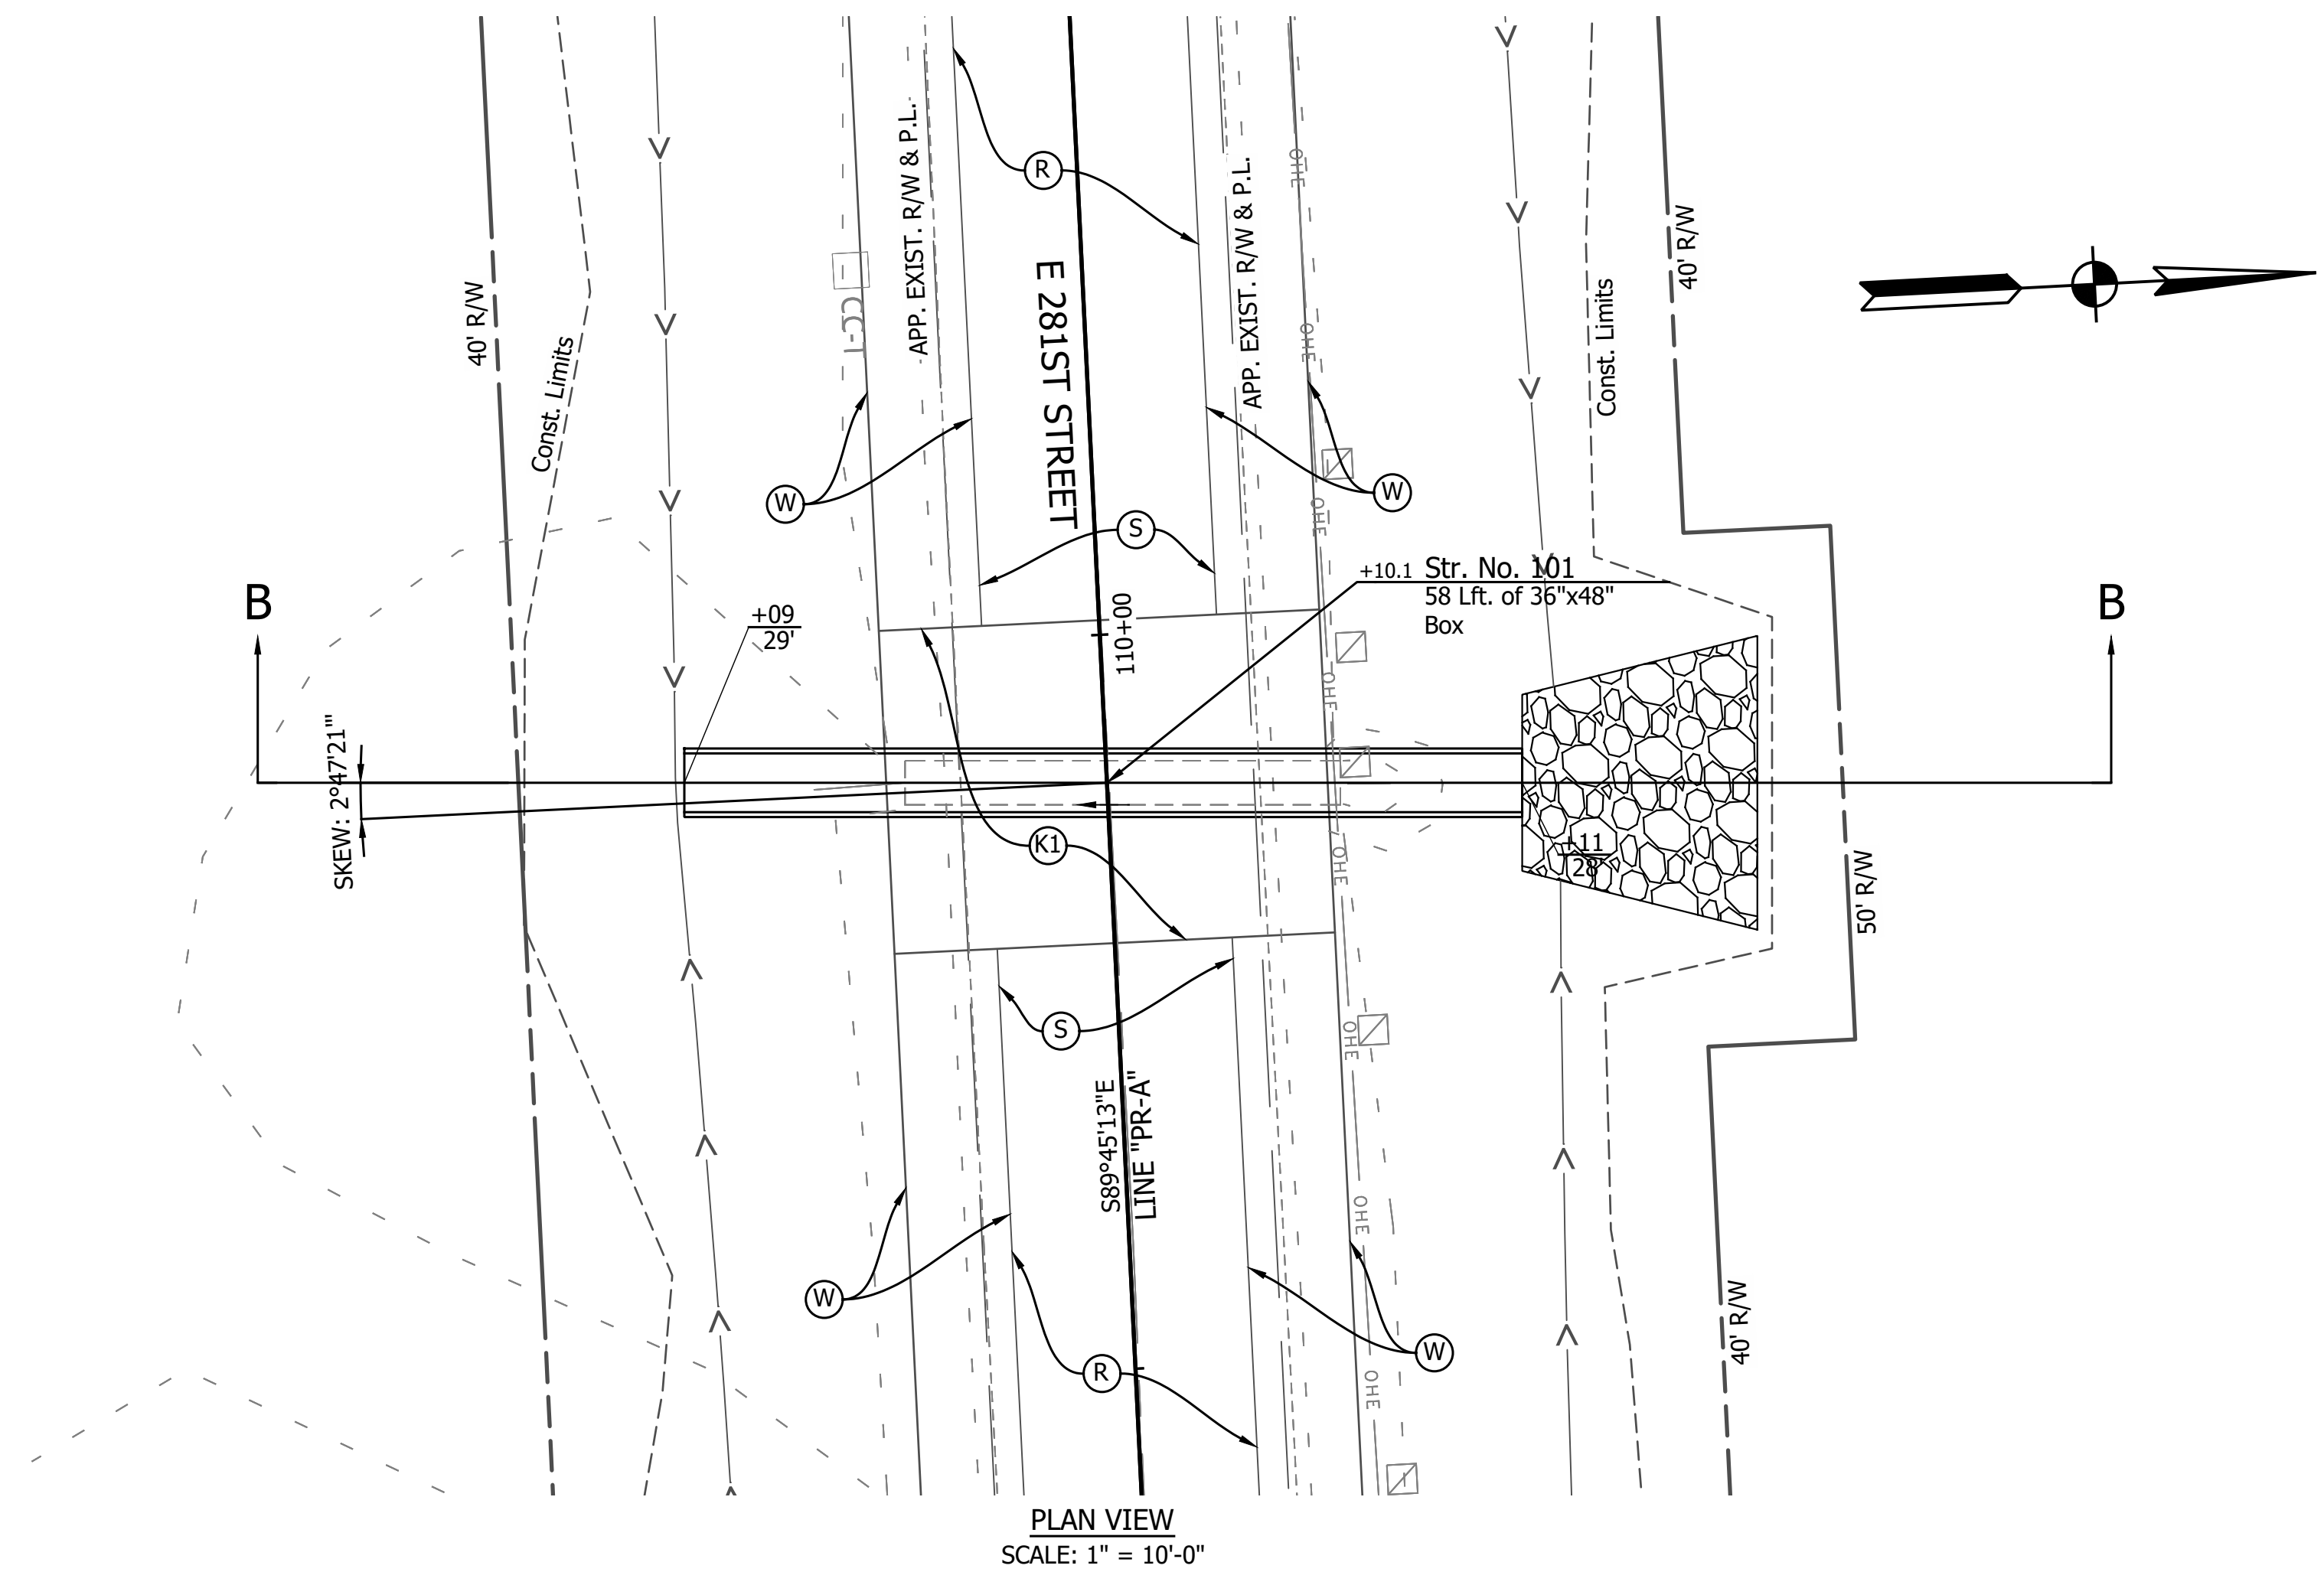 OHE
APP. EXIST. R/W & P.L.
APP. EXIST. R/W & P.L.
R
40' R/W
40' R/W
E 281ST STREET
Const. Limits
Const. Limits
OHE
W
W
OHE
S
+10.1 Str. No. 101
58 Lft. of 36"x48"
Box
B
B
+09
29'
110+00
OHE
SKEW: 2°47'21"'
K1
+11
28'
OHE
50' R/W
S
OHE
S89°45'13"E
LINE "PR-A"
OHE
W
W
40' R/W
R
OHE
PLAN VIEW
SCALE: 1" = 10'-0"